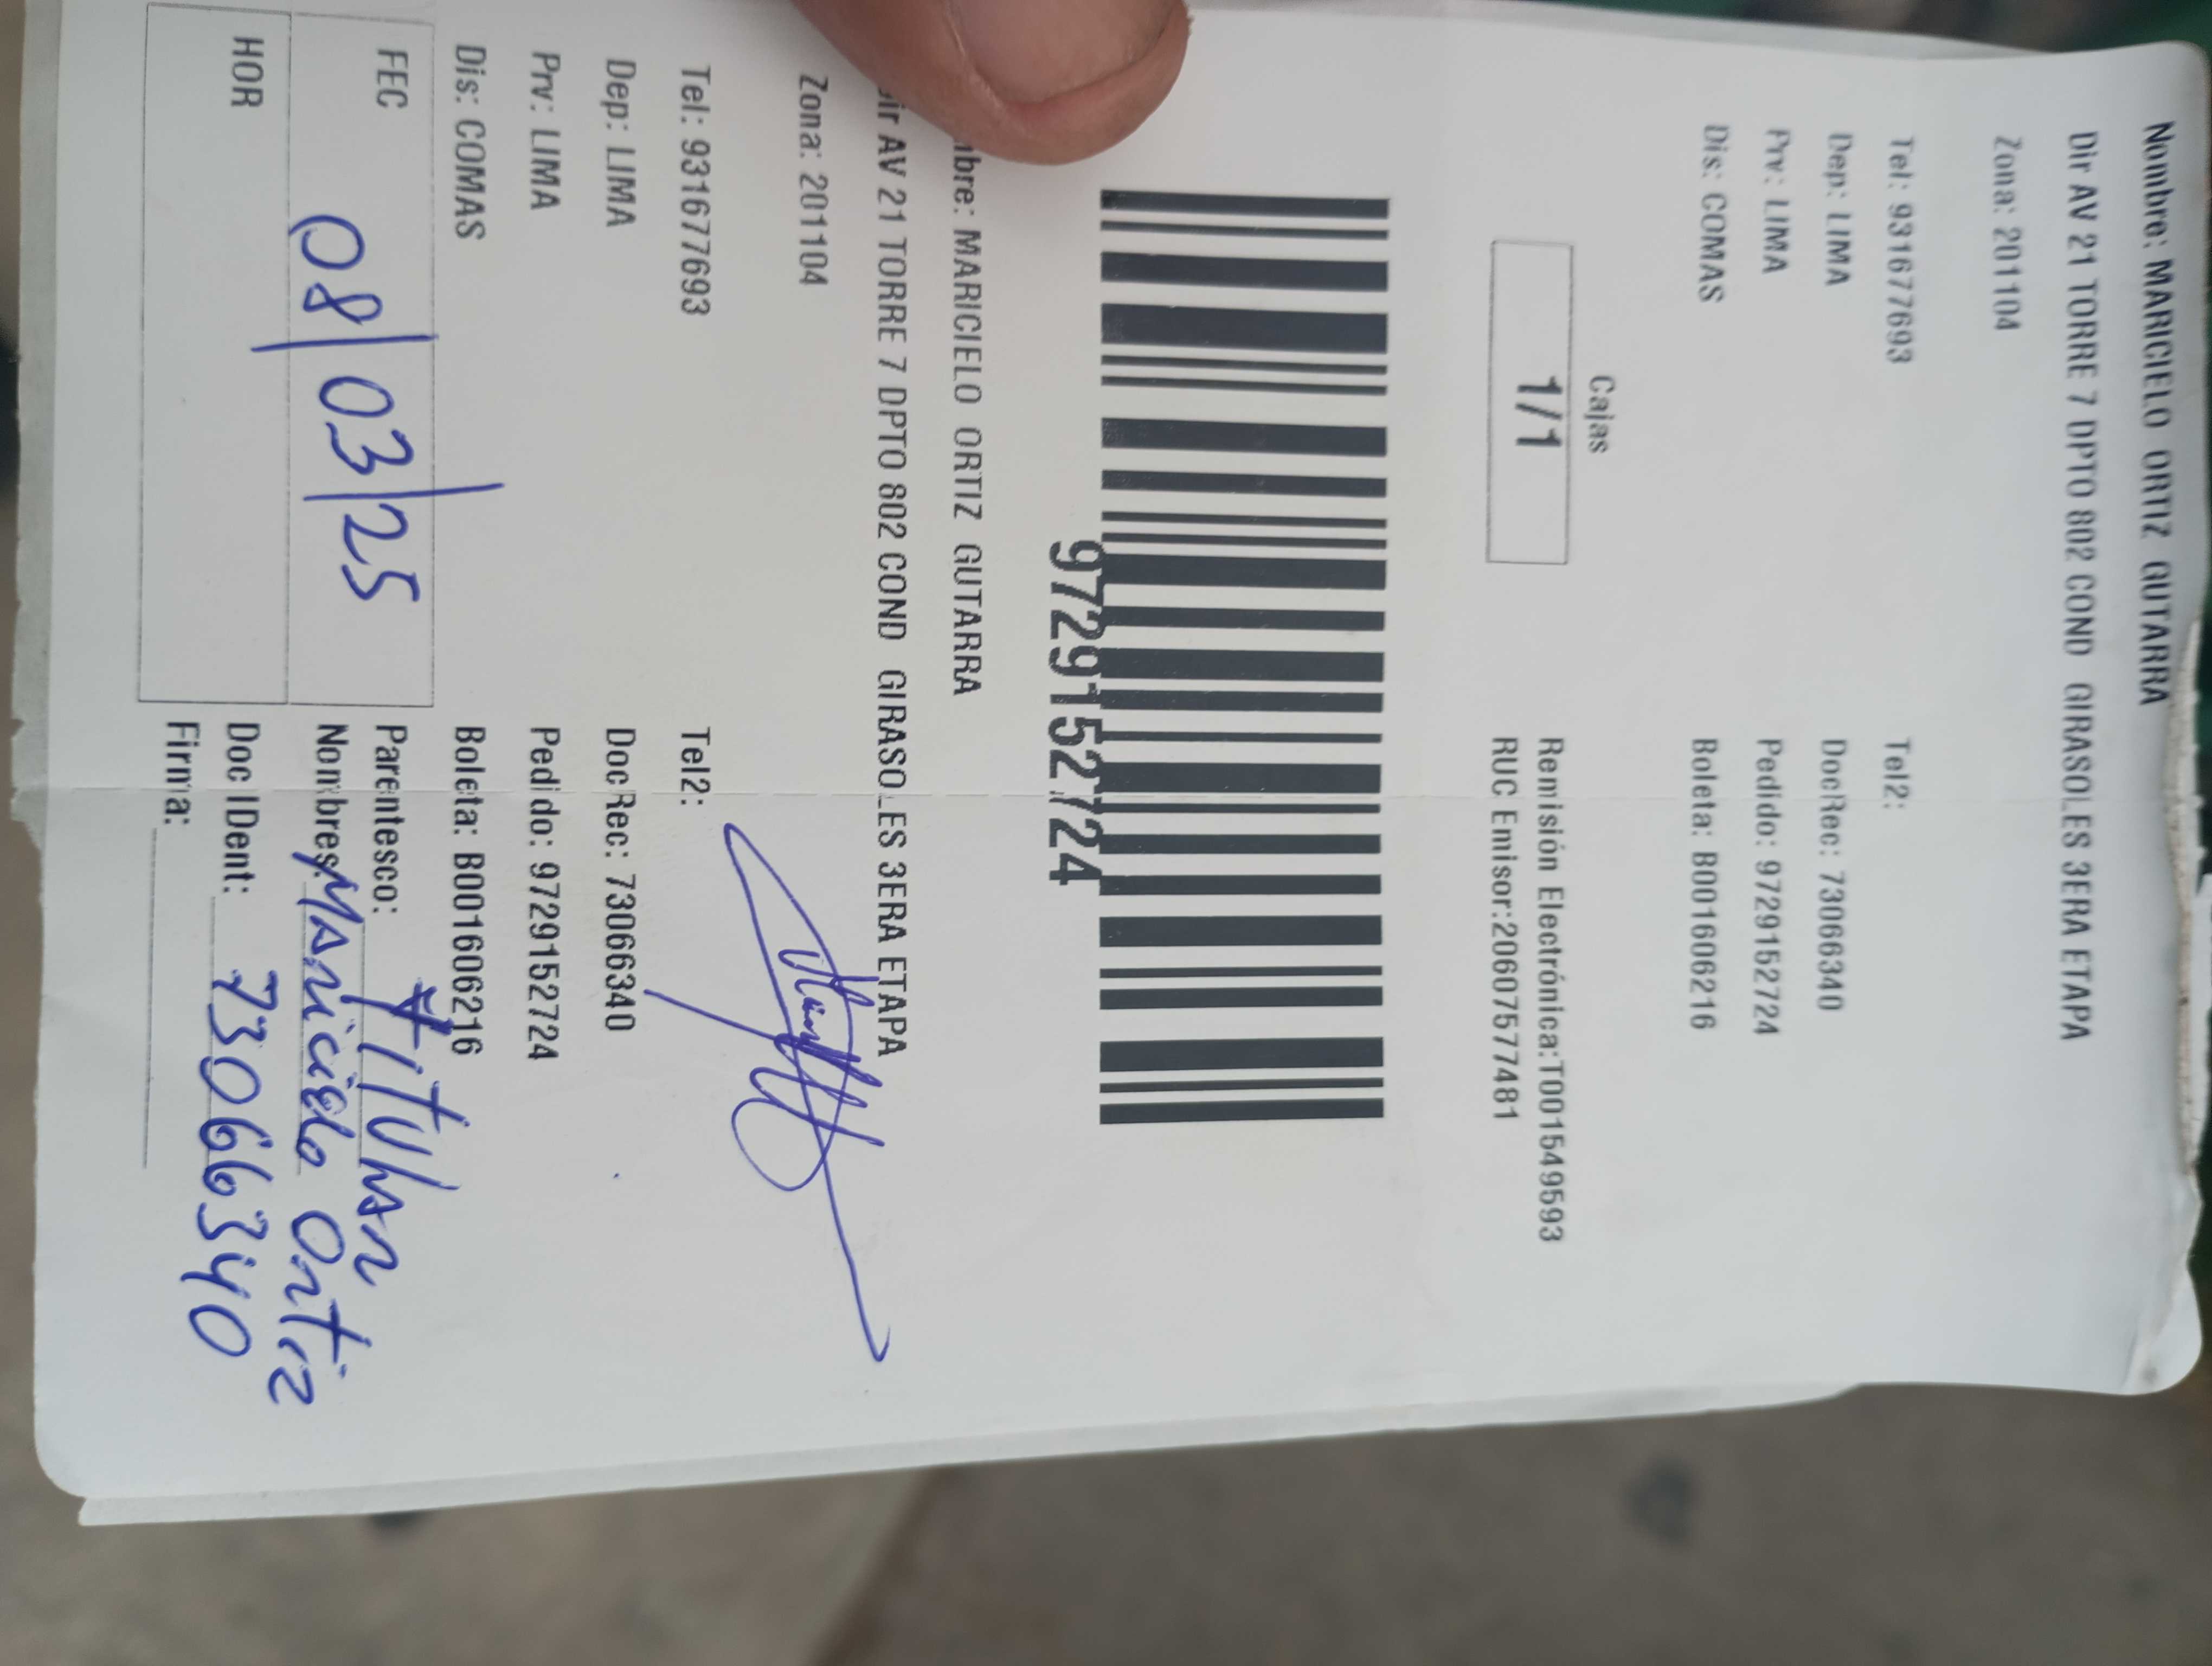 Nombre: MARICIELO ORTIZ GUTARRA
Dir AV 21 TORRE 7 DPTO 802 COND GIRASOLES 3ERA ETAPA
Zona: 201104
Tel: 931677693 Tel2:
Dep: LIMA DocRec: 73066340
Prv: LIMA Pedido: 9729152724
Dis: COMAS Boleta: B001606216
Cajas
1/1
Remisión Electrónica:T001549593
RUC Emisor:20607577481
9729152724
mbre: MARICIELO ORTIZ GUTARRA
Dir AV 21 TORRE 7 DPTO 802 COND GIRASOLES 3ERA ETAPA
Zona: 201104
Tel: 931677693 Tel2:
Dep: LIMA DocRec: 73066340
Prv: LIMA Pedido: 9729152724
Dis: COMAS Boleta: B001606216
FEC 08/03/25 Parentesco: TiTUlar
Nombres: MAricielo Ortiz
HOR Doc IDent: 73066340
Firma: